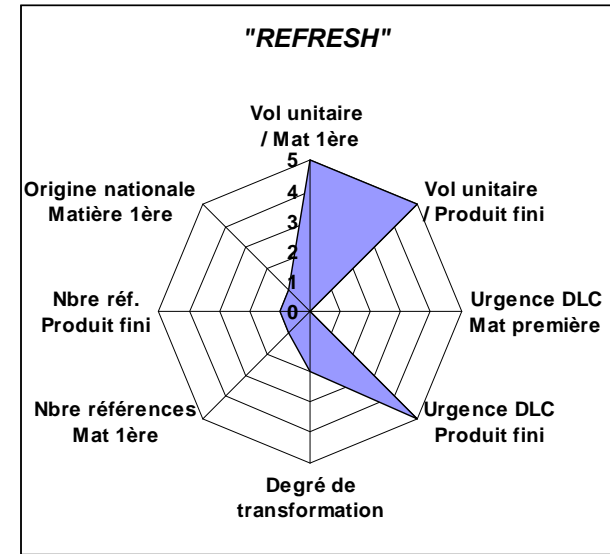 "REFRESH"
Vol unitaire
/ Mat 1ère
Vol unitaire
/ Produit fini
Urgence DLC
Mat première
Urgence DLC
Produit fini
Degré de
transformation
Nbre références
Mat 1ère
Nbre réf.
Produit fini
Origine nationale
Matière 1ère
5
4
3
2
1
0